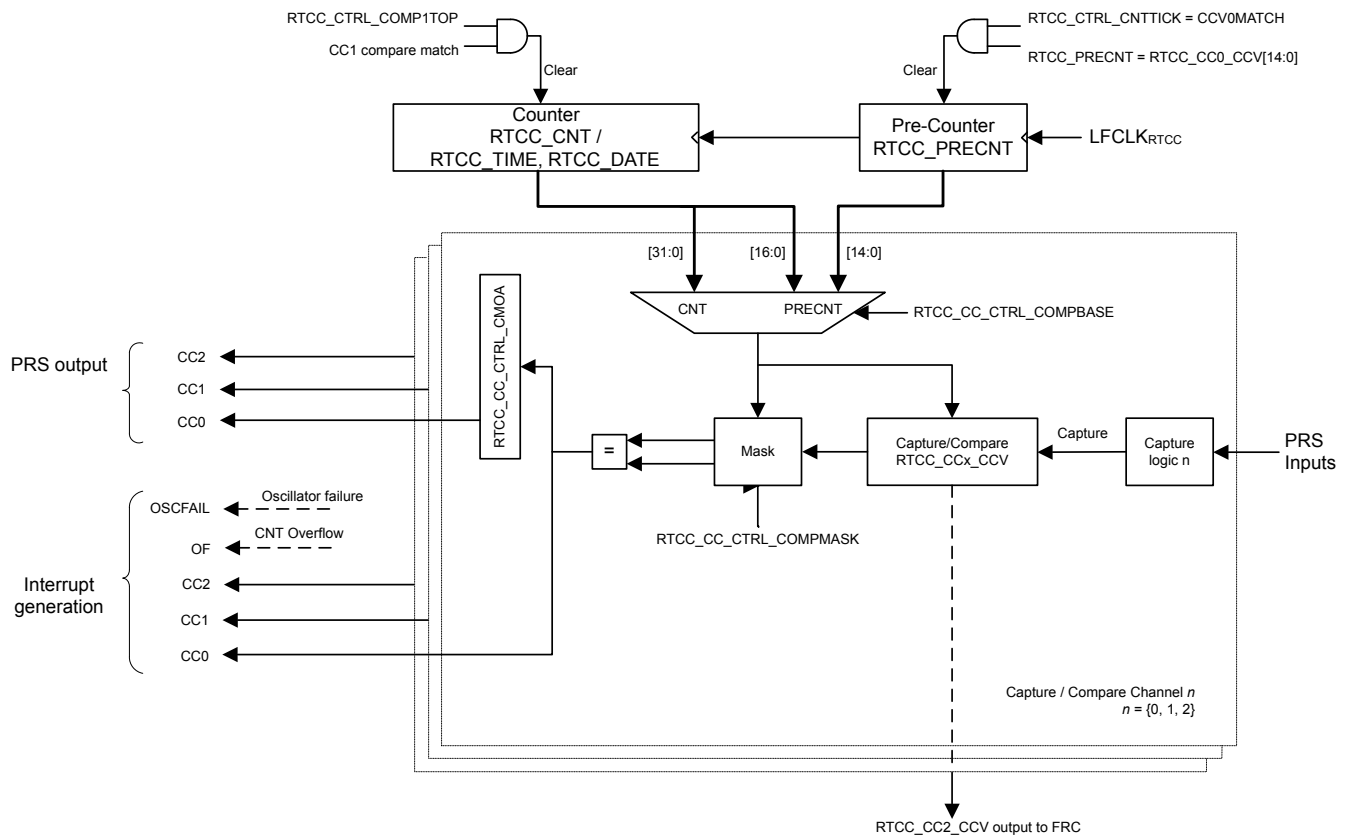 RTCC_CTRL_COMP1TOP
CC1 compare match
Clear
RTCC_CTRL_CNTTICK = CCV0MATCH
RTCC_PRECNT = RTCC_CC0_CCV[14:0]
Clear
Counter
RTCC_CNT /
RTCC_TIME, RTCC_DATE
Pre-Counter
RTCC_PRECNT
LFCLKRTCC
[31:0]
[16:0]
[14:0]
CNT
PRECNT
RTCC_CC_CTRL_COMPBASE
RTCC_CC_CTRL_CMOA
PRS output
CC2
CC1
CC0
=
Mask
Capture/Compare
RTCC_CCx_CCV
Capture
Capture
logic n
PRS
Inputs
RTCC_CC_CTRL_COMPMASK
Interrupt
generation
OSCFAIL
Oscillator failure
OF
CNT Overflow
CC2
CC1
CC0
Capture / Compare Channel n
n = {0, 1, 2}
RTCC_CC2_CCV output to FRC